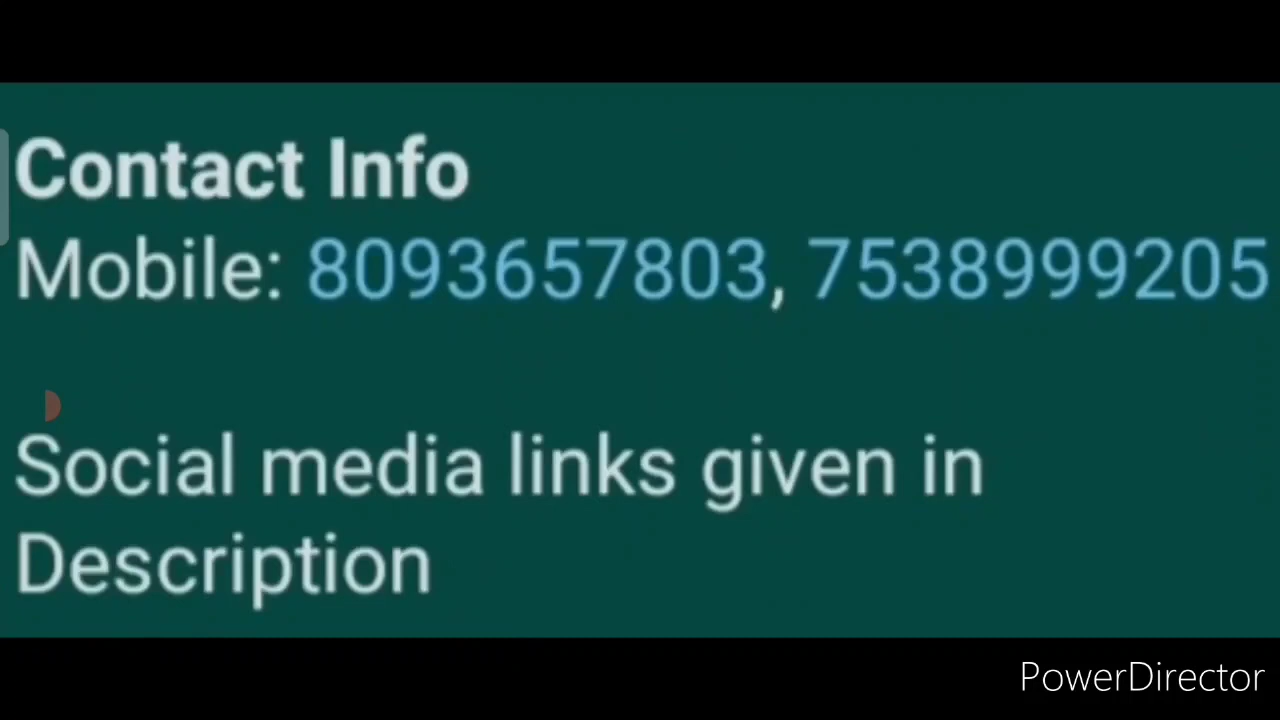 Contact Info
Mobile: 8093657803, 7538999205
Social media links given in
Description
PowerDirector